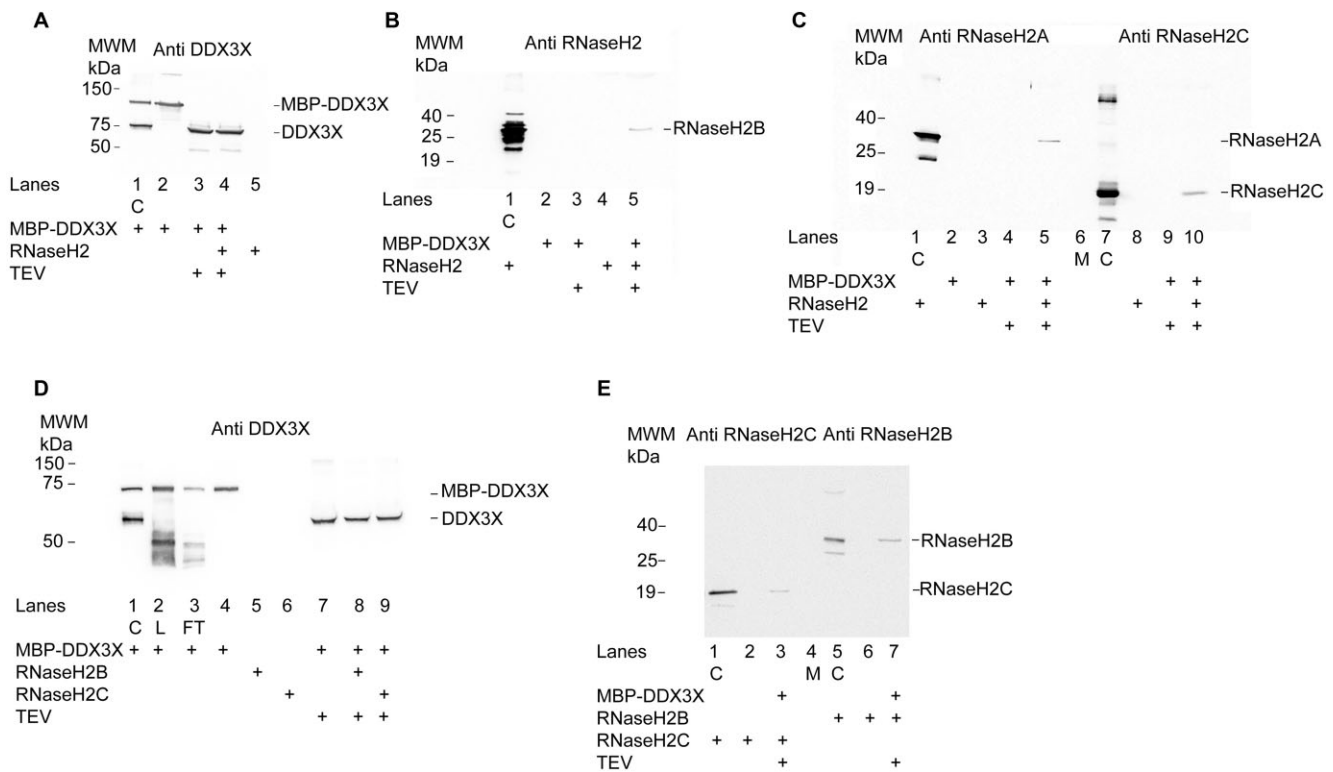 A
Anti DDX3X
MWM
kDa
150–
75–
50–
–MBP-DDX3X
–DDX3X
Lanes 1 2 3 4 5
C
MBP-DDX3X + + + +
RNaseH2 + +
TEV + +
B
Anti RNaseH2
MWM
kDa
40–
25–
19–
–RNaseH2B
Lanes 1 2 3 4 5
C
MBP-DDX3X + + +
RNaseH2 + + +
TEV + +
C
Anti RNaseH2A Anti RNaseH2C
MWM
kDa
40–
25–
19–
–RNaseH2A
–RNaseH2C
Lanes 1 2 3 4 5 6 7 8 9 10
C M C
MBP-DDX3X + + + + +
RNaseH2 + + + + +
TEV + + + +
D
Anti DDX3X
MWM
kDa
150–
75–
50–
–MBP-DDX3X
–DDX3X
Lanes 1 2 3 4 5 6 7 8 9
C L FT
MBP-DDX3X + + + + + + +
RNaseH2B + +
RNaseH2C + +
TEV + + +
E
Anti RNaseH2C Anti RNaseH2B
MWM
kDa
40–
25–
19–
–RNaseH2B
–RNaseH2C
Lanes 1 2 3 4 5 6 7
C M C
MBP-DDX3X + +
RNaseH2B + + +
RNaseH2C + + +
TEV + +